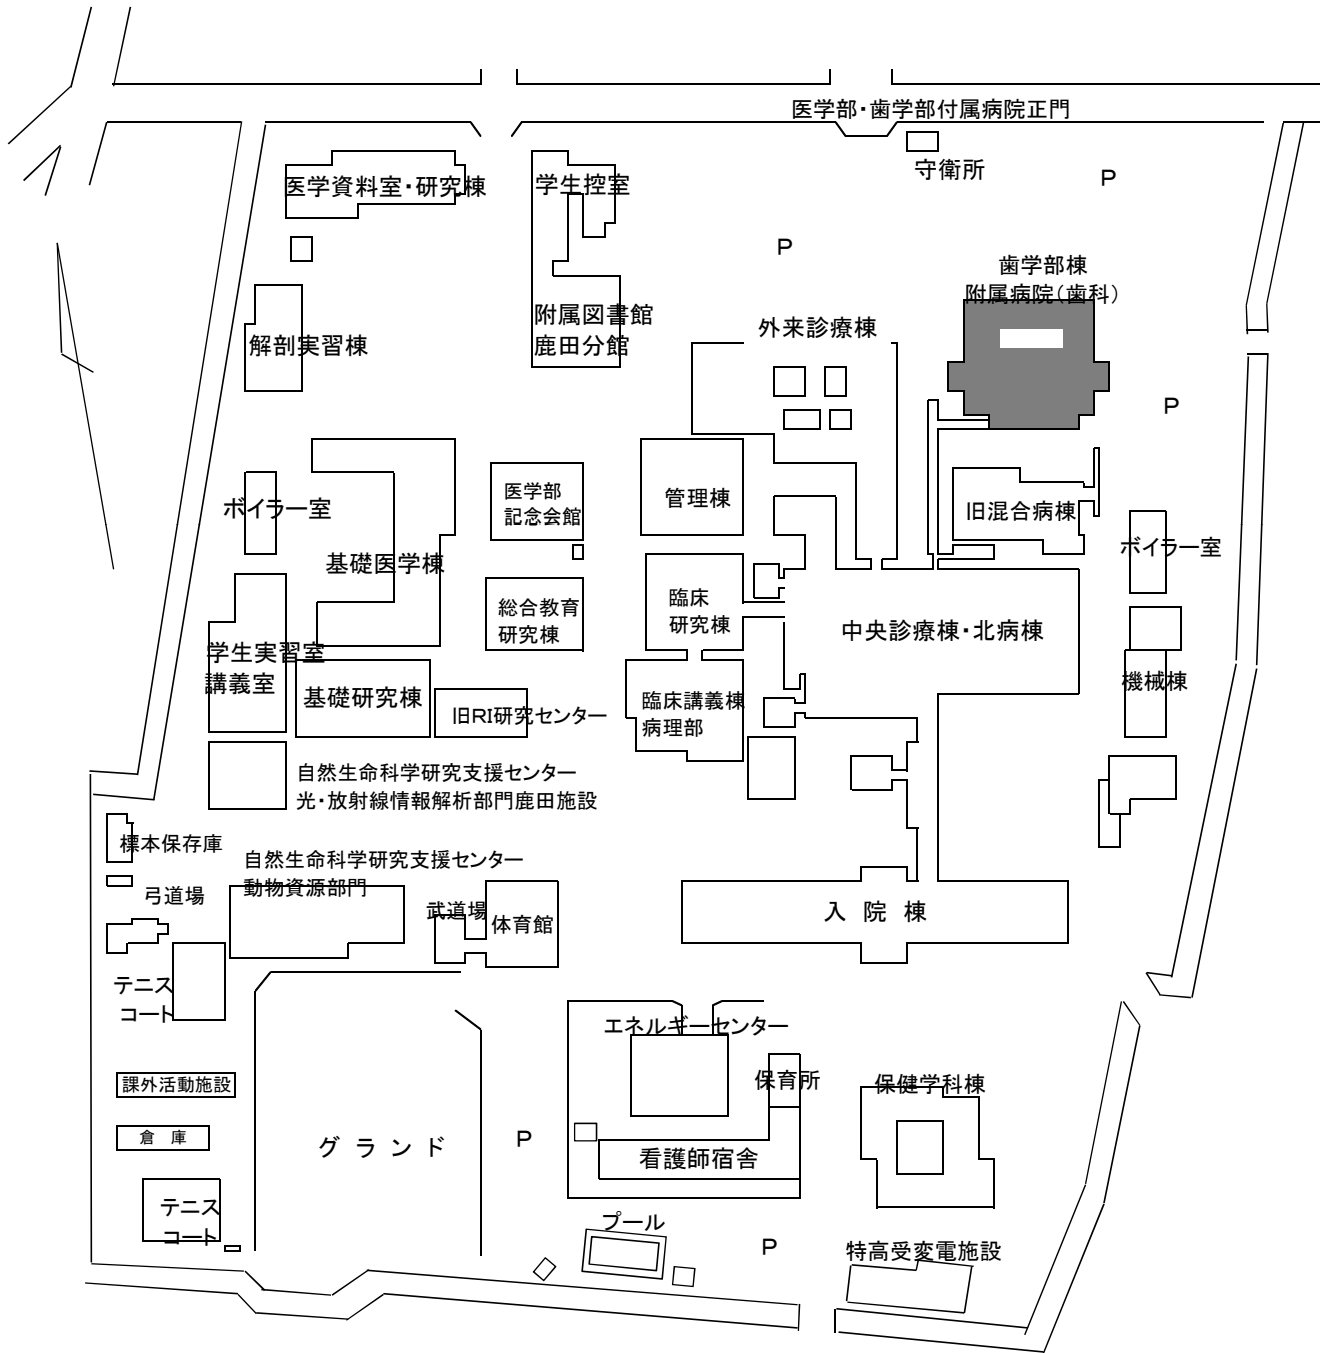 医学部・歯学部付属病院正門
守衛所
医学資料室・研究棟
学生控室
P
P
歯学部棟
附属病院(歯科)
附属図書館
鹿田分館
外来診療棟
解剖実習棟
P
ボイラー室
医学部
記念会館
管理棟
旧混合病棟
ボイラー室
基礎医学棟
総合教育
研究棟
臨床
研究棟
中央診療棟・北病棟
学生実習室
講義室
基礎研究棟
旧RI研究センター
臨床講義棟
病理部
機械棟
自然生命科学研究支援センター
光・放射線情報解析部門鹿田施設
標本保存庫
自然生命科学研究支援センター
動物資源部門
弓道場
武道場
体育館
入 院 棟
テニス
コート
エネルギーセンター
保育所
保健学科棟
課外活動施設
倉 庫
グ ラ ン ド
P
看護師宿舎
テニス
コート
プール
P
特高受変電施設